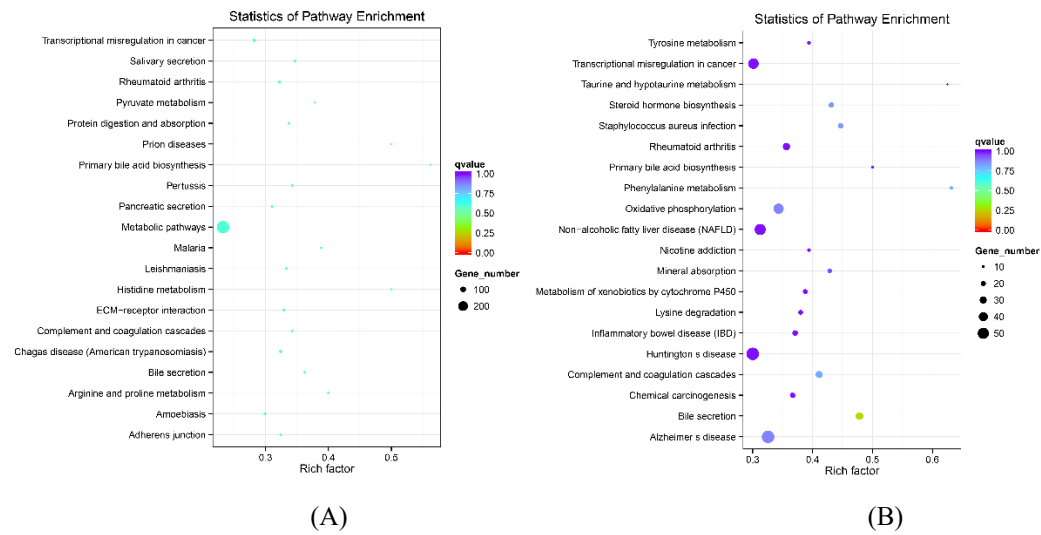 Statistics of Pathway Enrichment
Transcriptional misregulation in cancer
Salivary secretion
Rheumatoid arthritis
Pyruvate metabolism
Protein digestion and absorption
Prion diseases
Primary bile acid biosynthesis
Pertussis
Pancreatic secretion
Metabolic pathways
Malaria
Leishmaniasis
Histidine metabolism
ECM-receptor interaction
Complement and coagulation cascades
Chagas disease (American trypanosomiasis)
Bile secretion
Arginine and proline metabolism
Amoebiasis
Adherens junction
0.3 0.4 0.5
Rich factor
qvalue
1.00
0.75
0.50
0.25
0.00
Gene_number
100
200
(A)
Statistics of Pathway Enrichment
Tyrosine metabolism
Transcriptional misregulation in cancer
Taurine and hypotaurine metabolism
Steroid hormone biosynthesis
Staphylococcus aureus infection
Rheumatoid arthritis
Primary bile acid biosynthesis
Phenylalanine metabolism
Oxidative phosphorylation
Non-alcoholic fatty liver disease (NAFLD)
Nicotine addiction
Mineral absorption
Metabolism of xenobiotics by cytochrome P450
Lysine degradation
Inflammatory bowel disease (IBD)
Huntington s disease
Complement and coagulation cascades
Chemical carcinogenesis
Bile secretion
Alzheimer s disease
0.3 0.4 0.5 0.6
Rich factor
qvalue
1.00
0.75
0.50
0.25
0.00
Gene_number
10
20
30
40
50
(B)